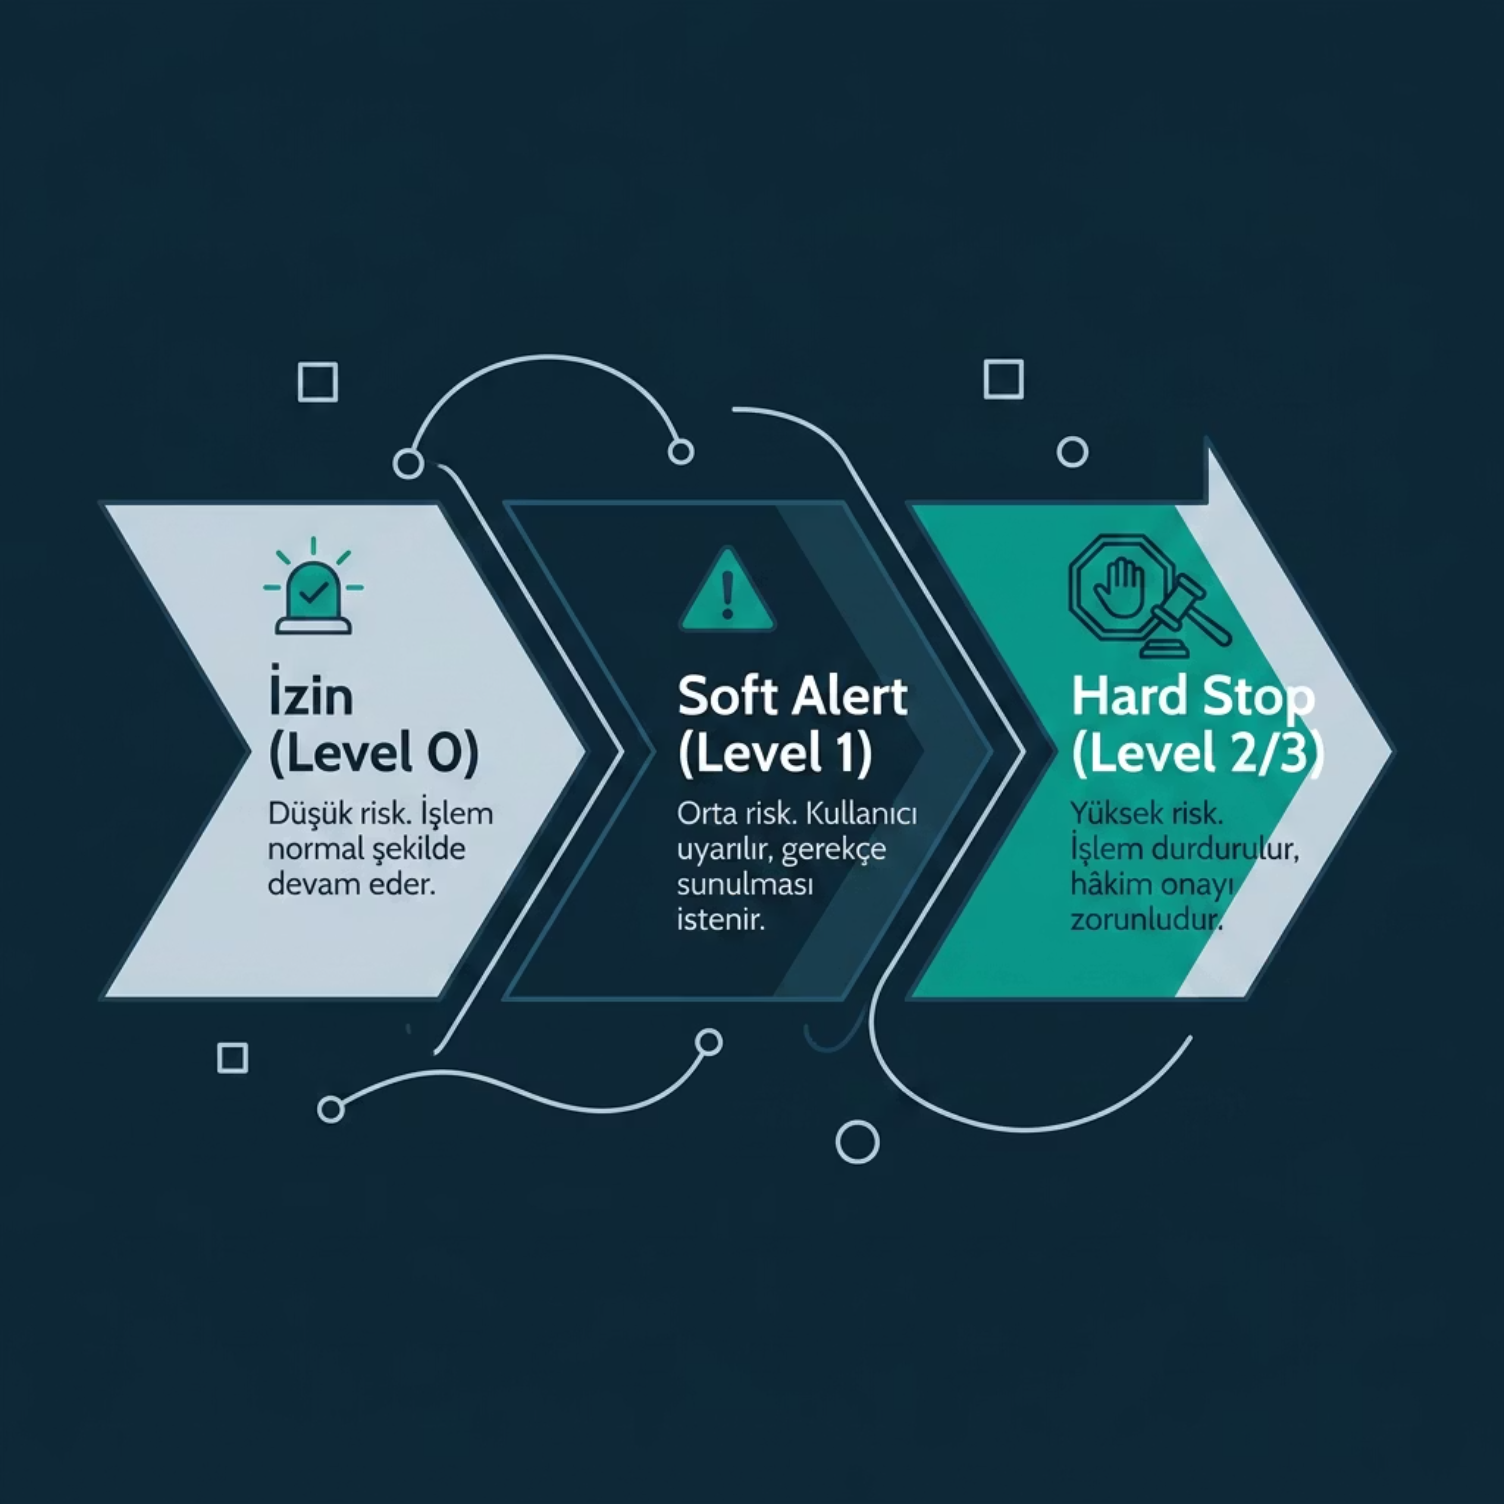 İzin
(Level 0)
Düşük risk. İşlem
normal şekilde
devam eder.
Soft Alert
(Level 1)
Orta risk. Kullanıcı
uyarılır, gerekçe
sunulması
istenir.
Hard Stop
(Level 2/3)
Yüksek risk.
İşlem durdurulur,
hâkim onayı
zorunludur.